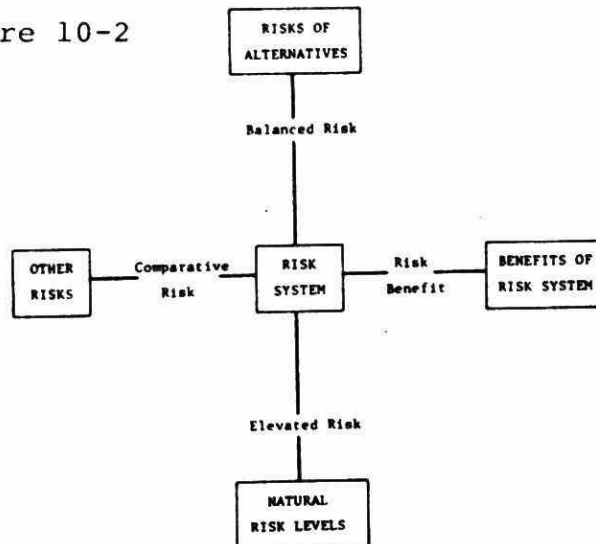 re 10-2
RISKS OF
ALTERNATIVES
Balanced Risk
OTHER
RISKS
Comparative
Risk
RISK
SYSTEM
Risk
Benefit
BENEFITS OF
RISK SYSTEM
Elevated Risk
NATURAL
RISK LEVELS